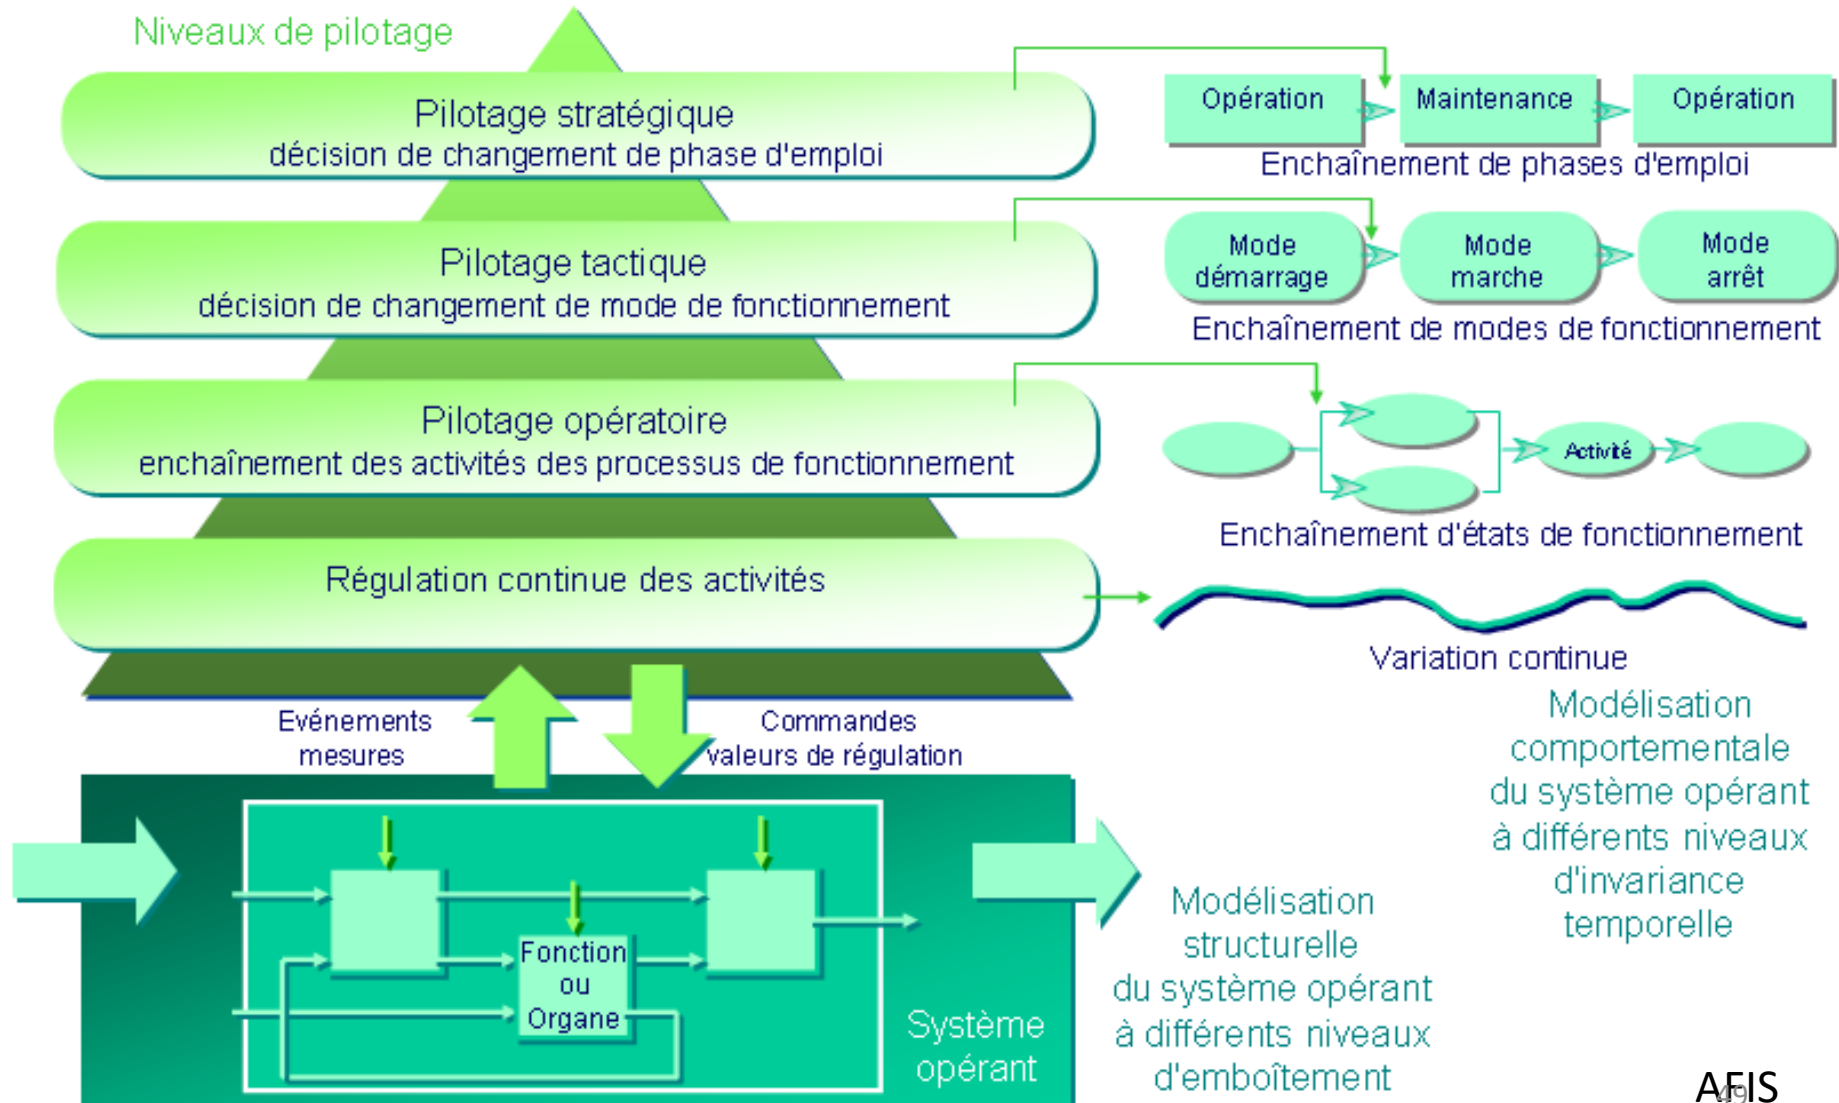 Niveaux de pilotage
Pilotage stratégique
décision de changement de phase d'emploi
Opération
Maintenance
Opération
Enchaînement de phases d'emploi
Pilotage tactique
décision de changement de mode de fonctionnement
Mode
démarrage
Mode
marche
Mode
arrêt
Enchaînement de modes de fonctionnement
Pilotage opératoire
enchaînement des activités des processus de fonctionnement
Activité
Enchaînement d'états de fonctionnement
Régulation continue des activités
Variation continue
Evénements
mesures
Commandes
valeurs de régulation
Modélisation
comportementale
du système opérant
à différents niveaux
d'invariance
temporelle
Fonction
ou
Organe
Système
opérant
Modélisation
structurelle
du système opérant
à différents niveaux
d'emboîtement
AFIS
49